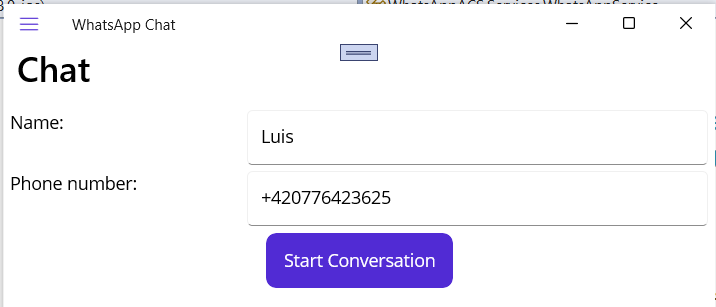 WhatsApp Chat
Chat
Name:
Luis
Phone number:
+420776423625
Start Conversation